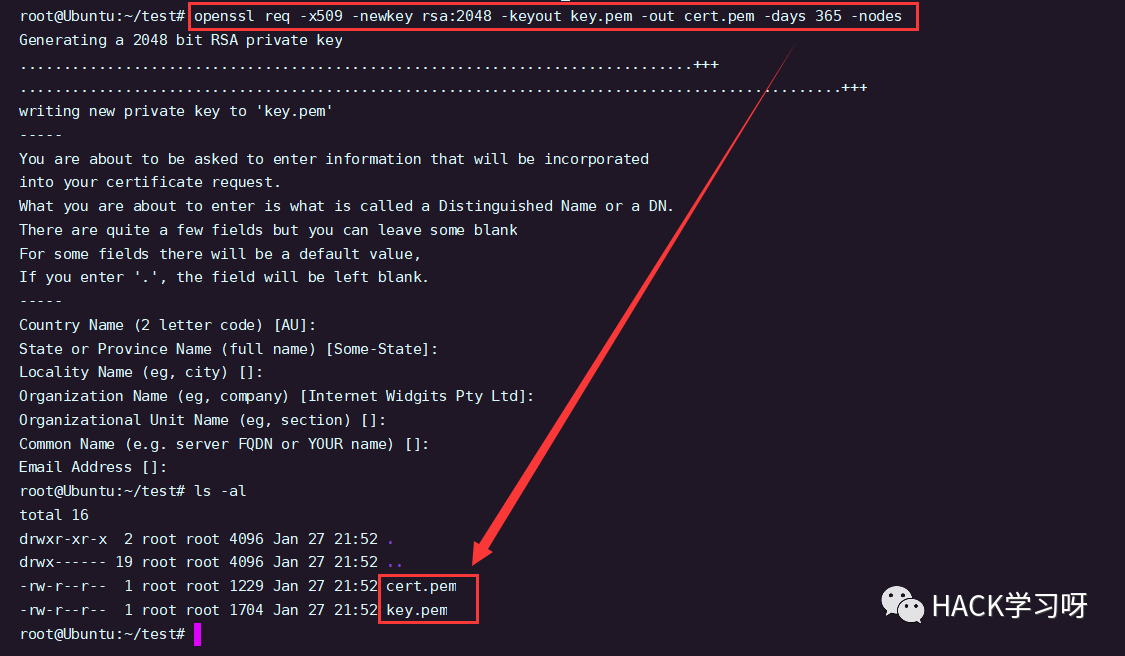 root@Ubuntu:~/test# openssl req -x509 -newkey rsa:2048 -keyout key.pem -out cert.pem -days 365 -nodes
Generating a 2048 bit RSA private key
.............................................................................+++
..............................................................................................+++
writing new private key to 'key.pem'
-----
You are about to be asked to enter information that will be incorporated
into your certificate request.
What you are about to enter is what is called a Distinguished Name or a DN.
There are quite a few fields but you can leave some blank
For some fields there will be a default value,
If you enter '.', the field will be left blank.
-----
Country Name (2 letter code) [AU]:
State or Province Name (full name) [Some-State]:
Locality Name (eg, city) []:
Organization Name (eg, company) [Internet Widgits Pty Ltd]:
Organizational Unit Name (eg, section) []:
Common Name (e.g. server FQDN or YOUR name) []:
Email Address []:
root@Ubuntu:~/test# ls -al
total 16
drwxr-xr-x  2 root root 4096 Jan 27 21:52 .
drwx------ 19 root root 4096 Jan 27 21:52 ..
-rw-r--r--  1 root root 1229 Jan 27 21:52 cert.pem
-rw-r--r--  1 root root 1704 Jan 27 21:52 key.pem
root@Ubuntu:~/test#
HACK学习呀